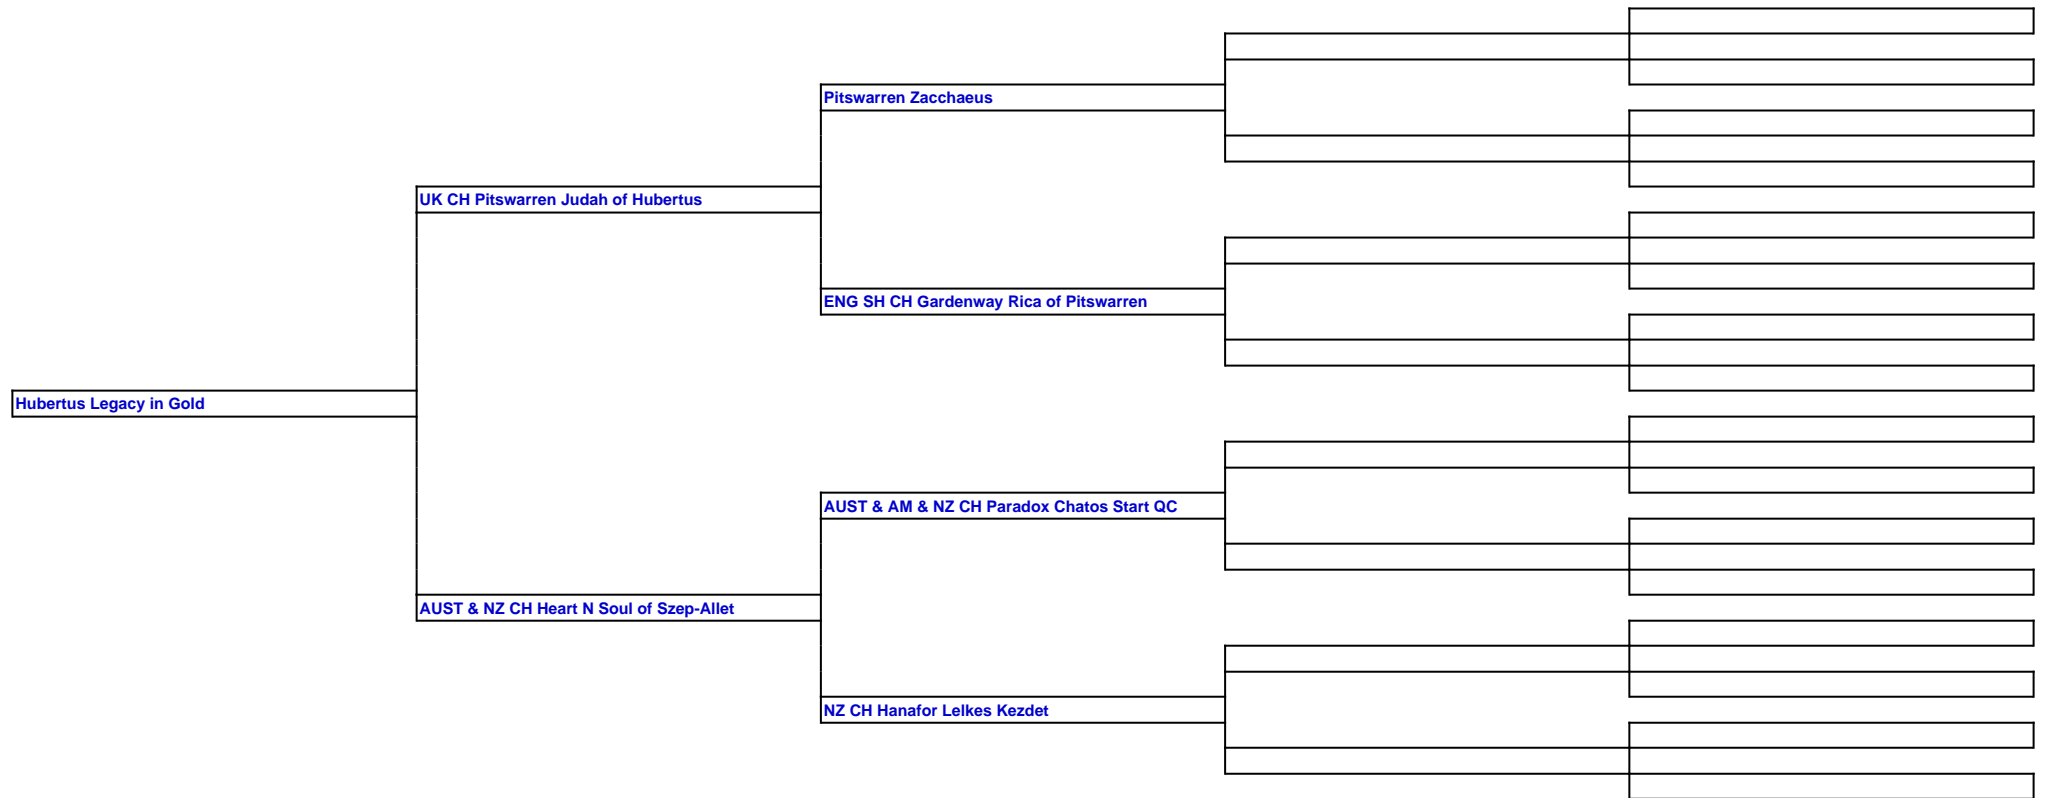 Pitswarren Zacchaeus
UK CH Pitswarren Judah of Hubertus
ENG SH CH Gardenway Rica of Pitswarren
Hubertus Legacy in Gold
AUST & AM & NZ CH Paradox Chatos Start QC
AUST & NZ CH Heart N Soul of Szep-Allet
NZ CH Hanafor Lelkes Kezdet